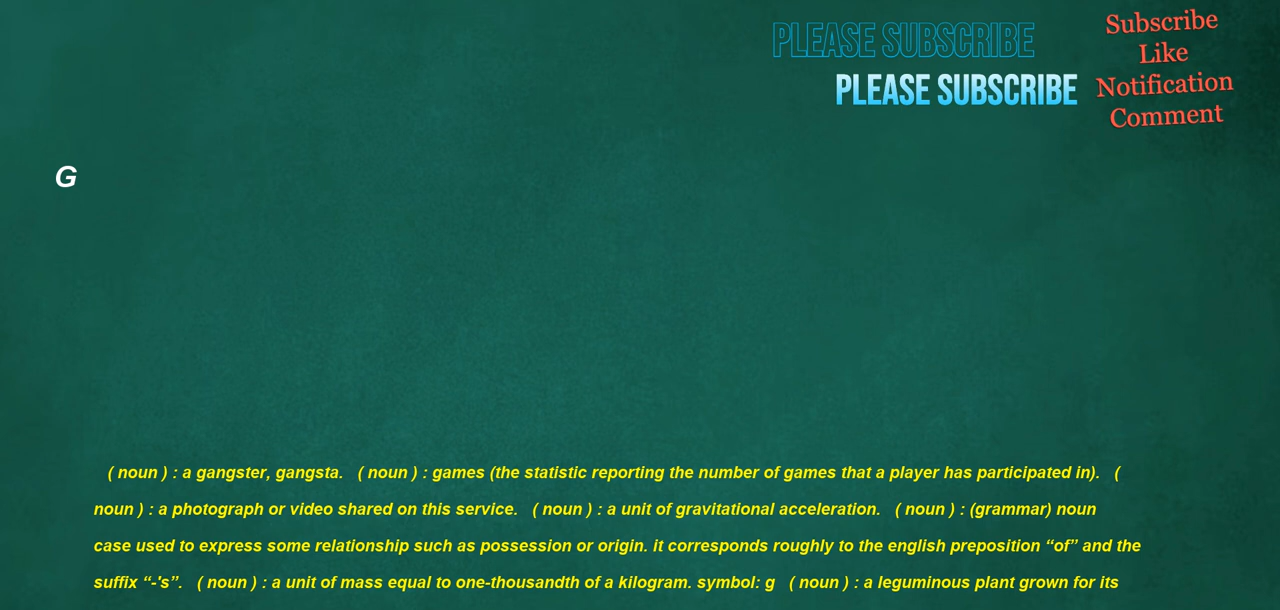 PLEASE SUBSCRIBE
PLEASE SUBSCRIBE
Subscribe
Like
Notification
Comment
G
( noun ) : a gangster, gangsta. ( noun ) : games (the statistic reporting the number of games that a player has participated in). (
noun ) : a photograph or video shared on this service. ( noun ) : a unit of gravitational acceleration. ( noun ) : (grammar) noun
case used to express some relationship such as possession or origin. it corresponds roughly to the english preposition “of” and the
suffix “-'s”. ( noun ) : a unit of mass equal to one-thousandth of a kilogram. symbol: g ( noun ) : a leguminous plant grown for its